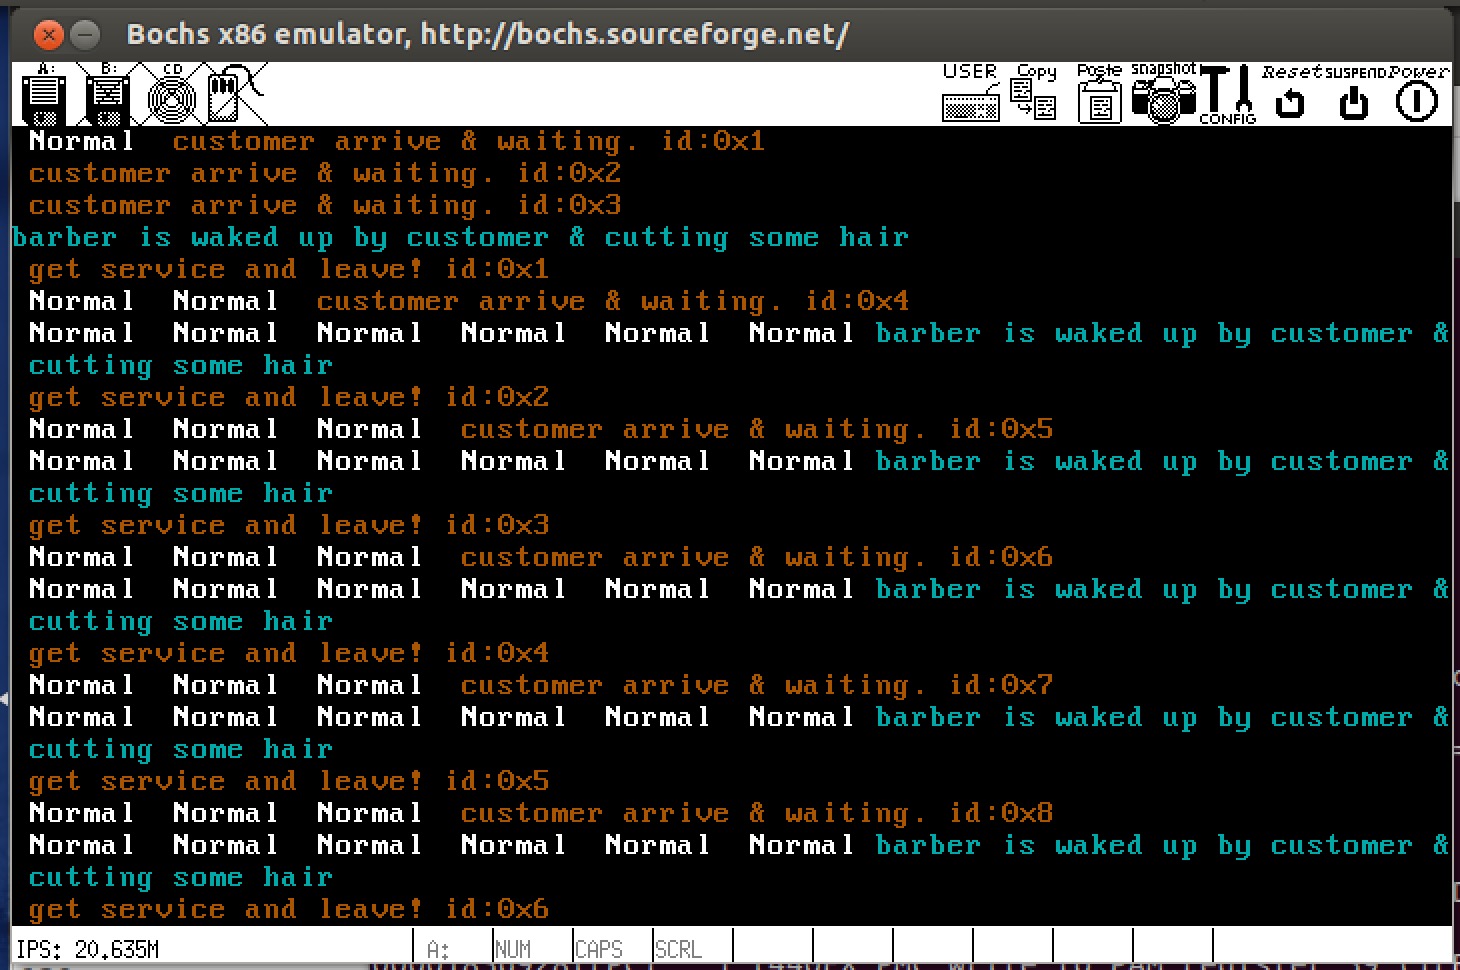 Bochs x86 emulator, http://bochs.sourceforge.net/
A: B: CD USER Copy Paste snapshot CONFIG Reset SUSPEND Power
Normal customer arrive & waiting. id:0x1
customer arrive & waiting. id:0x2
customer arrive & waiting. id:0x3
barber is waked up by customer & cutting some hair
get service and leave! id:0x1
Normal Normal customer arrive & waiting. id:0x4
Normal Normal Normal Normal Normal Normal barber is waked up by customer &
cutting some hair
get service and leave! id:0x2
Normal Normal Normal customer arrive & waiting. id:0x5
Normal Normal Normal Normal Normal Normal barber is waked up by customer &
cutting some hair
get service and leave! id:0x3
Normal Normal Normal customer arrive & waiting. id:0x6
Normal Normal Normal Normal Normal Normal barber is waked up by customer &
cutting some hair
get service and leave! id:0x4
Normal Normal Normal customer arrive & waiting. id:0x7
Normal Normal Normal Normal Normal Normal barber is waked up by customer &
cutting some hair
get service and leave! id:0x5
Normal Normal Normal customer arrive & waiting. id:0x8
Normal Normal Normal Normal Normal Normal barber is waked up by customer &
cutting some hair
get service and leave! id:0x6
IPS: 20.635M A: NUM CAPS SCRL